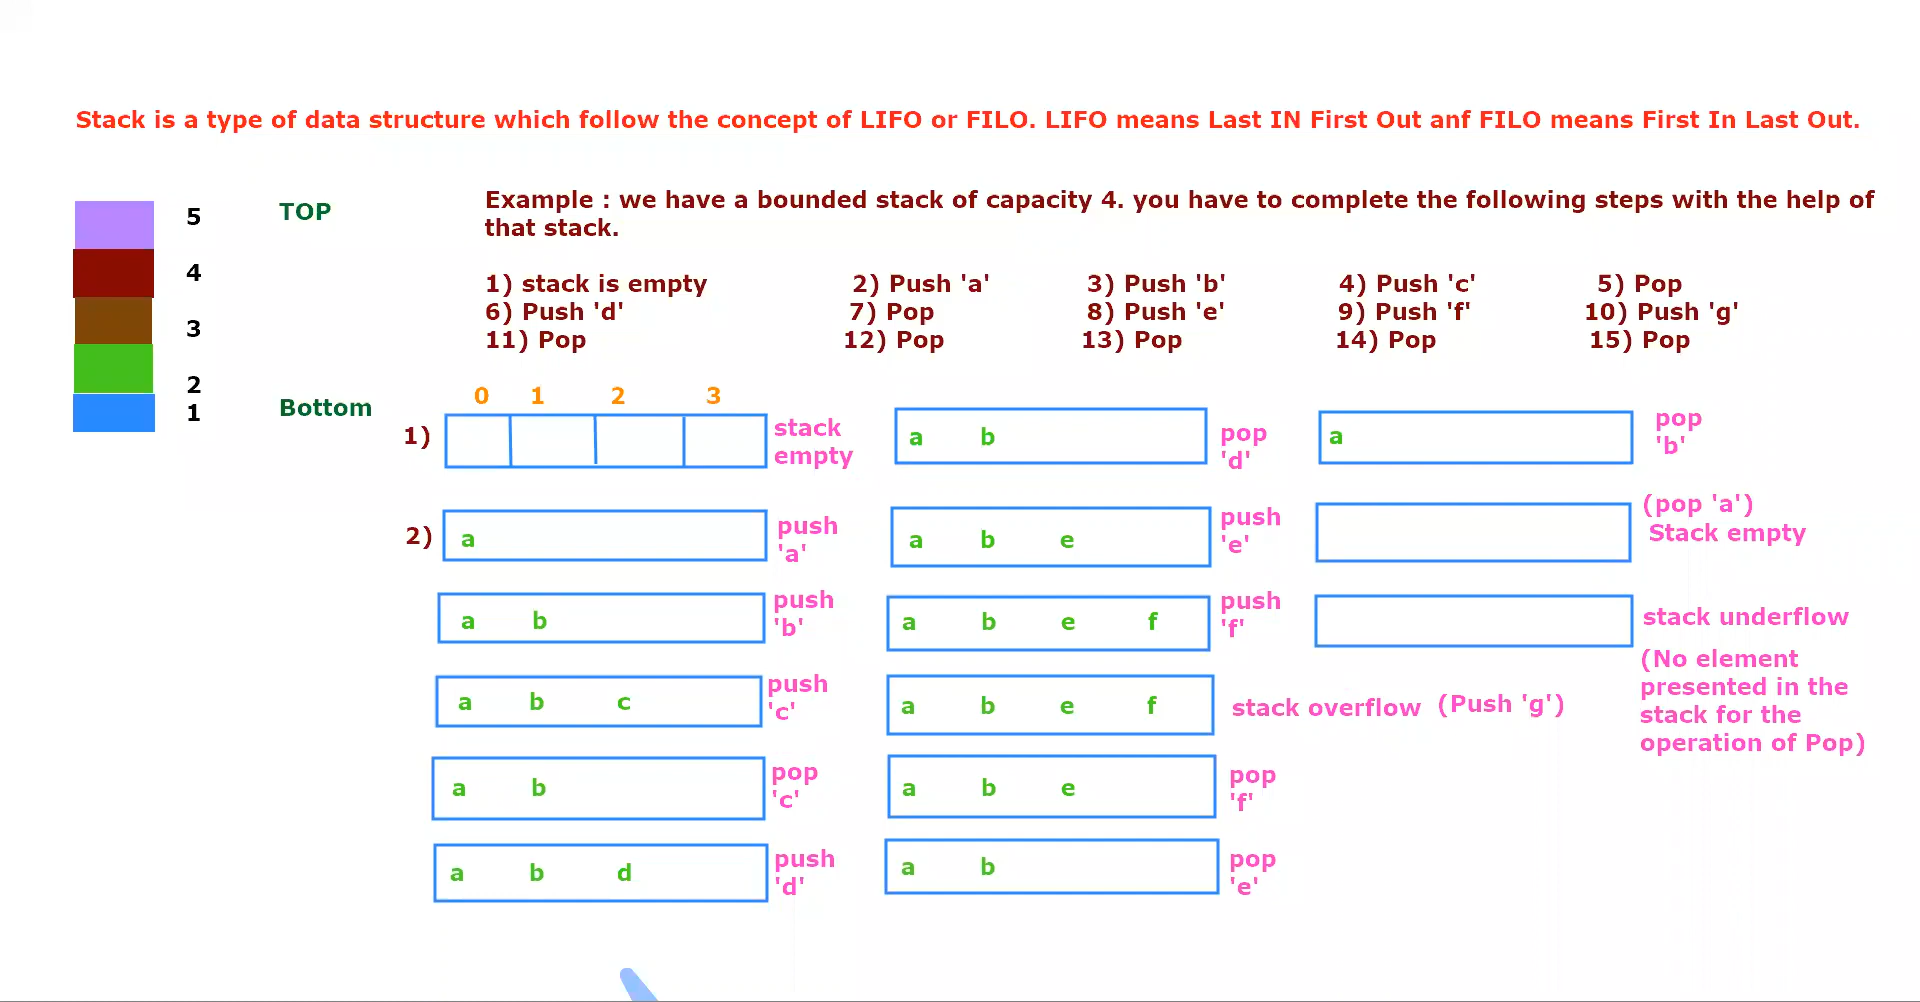 Stack is a type of data structure which follow the concept of LIFO or FILO. LIFO means Last IN First Out anf FILO means First In Last Out.
5
TOP
4
3
2
1
Bottom
Example : we have a bounded stack of capacity 4. you have to complete the following steps with the help of
that stack.
1) stack is empty 2) Push 'a' 3) Push 'b' 4) Push 'c' 5) Pop
6) Push 'd' 7) Pop 8) Push 'e' 9) Push 'f' 10) Push 'g'
11) Pop 12) Pop 13) Pop 14) Pop 15) Pop
0 1 2 3
1)
stack
empty
2)
a
push
'a'
a b
push
'b'
a b c
push
'c'
a b
pop
'c'
a b d
push
'd'
a b
pop
'd'
a b e
push
'e'
a b e f
push
'f'
a b e f
stack overflow (Push 'g')
a b e
pop
'f'
a b
pop
'e'
a
pop
'b'
(pop 'a')
Stack empty
stack underflow
(No element
presented in the
stack for the
operation of Pop)